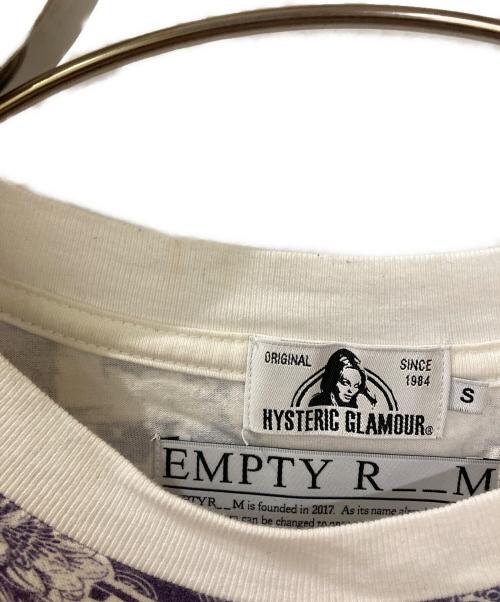 ORIGINAL
SINCE
1984
HYSTERIC GLAMOUR®
S
EMPTY R__M
M is founded in 2017. As its name
can be changed to